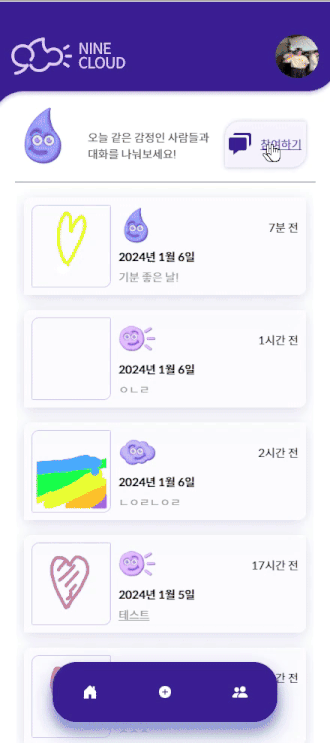 NINE
CLOUD
오늘 같은 감정인 사람들과
대화를 나눠보세요!
참여하기
7분 전
2024년 1월 6일
기분 좋은 날!
1시간 전
2024년 1월 6일
ㅇㄴㄹ
2시간 전
2024년 1월 6일
ㄴㅇㄹㄴㅇㄹ
17시간 전
2024년 1월 5일
테스트
간 전